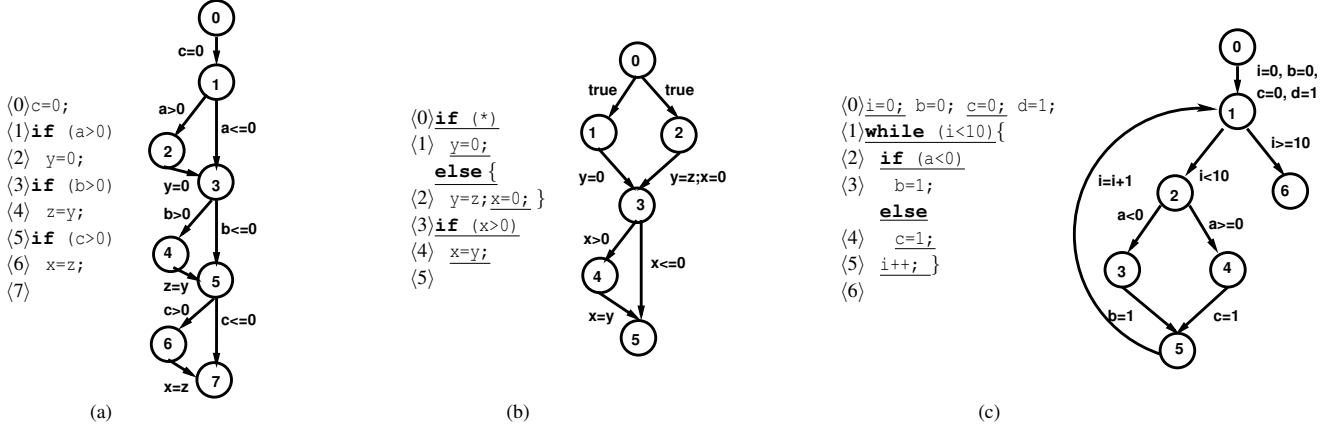 ⟨0⟩c=0;
⟨1⟩if (a>0)
⟨2⟩ y=0;
⟨3⟩if (b>0)
⟨4⟩ z=y;
⟨5⟩if (c>0)
⟨6⟩ x=z;
⟨7⟩
0
c=0
1
a>0
a<=0
2
y=0
3
b>0
b<=0
4
z=y
5
c>0
c<=0
6
x=z
7
(a)
⟨0⟩if (*)
⟨1⟩ y=0;
else {
⟨2⟩ y=z;x=0; }
⟨3⟩if (x>0)
⟨4⟩ x=y;
⟨5⟩
0
true
true
1
2
y=0
y=z;x=0
3
x>0
x<=0
4
x=y
5
(b)
⟨0⟩i=0; b=0; c=0; d=1;
⟨1⟩while (i<10){
⟨2⟩ if (a<0)
⟨3⟩ b=1;
else
⟨4⟩ c=1;
⟨5⟩ i++; }
⟨6⟩
0
i=0, b=0,
c=0, d=1
1
i>=10
i=i+1
i<10
2
6
a<0
a>=0
3
4
b=1
c=1
5
(c)